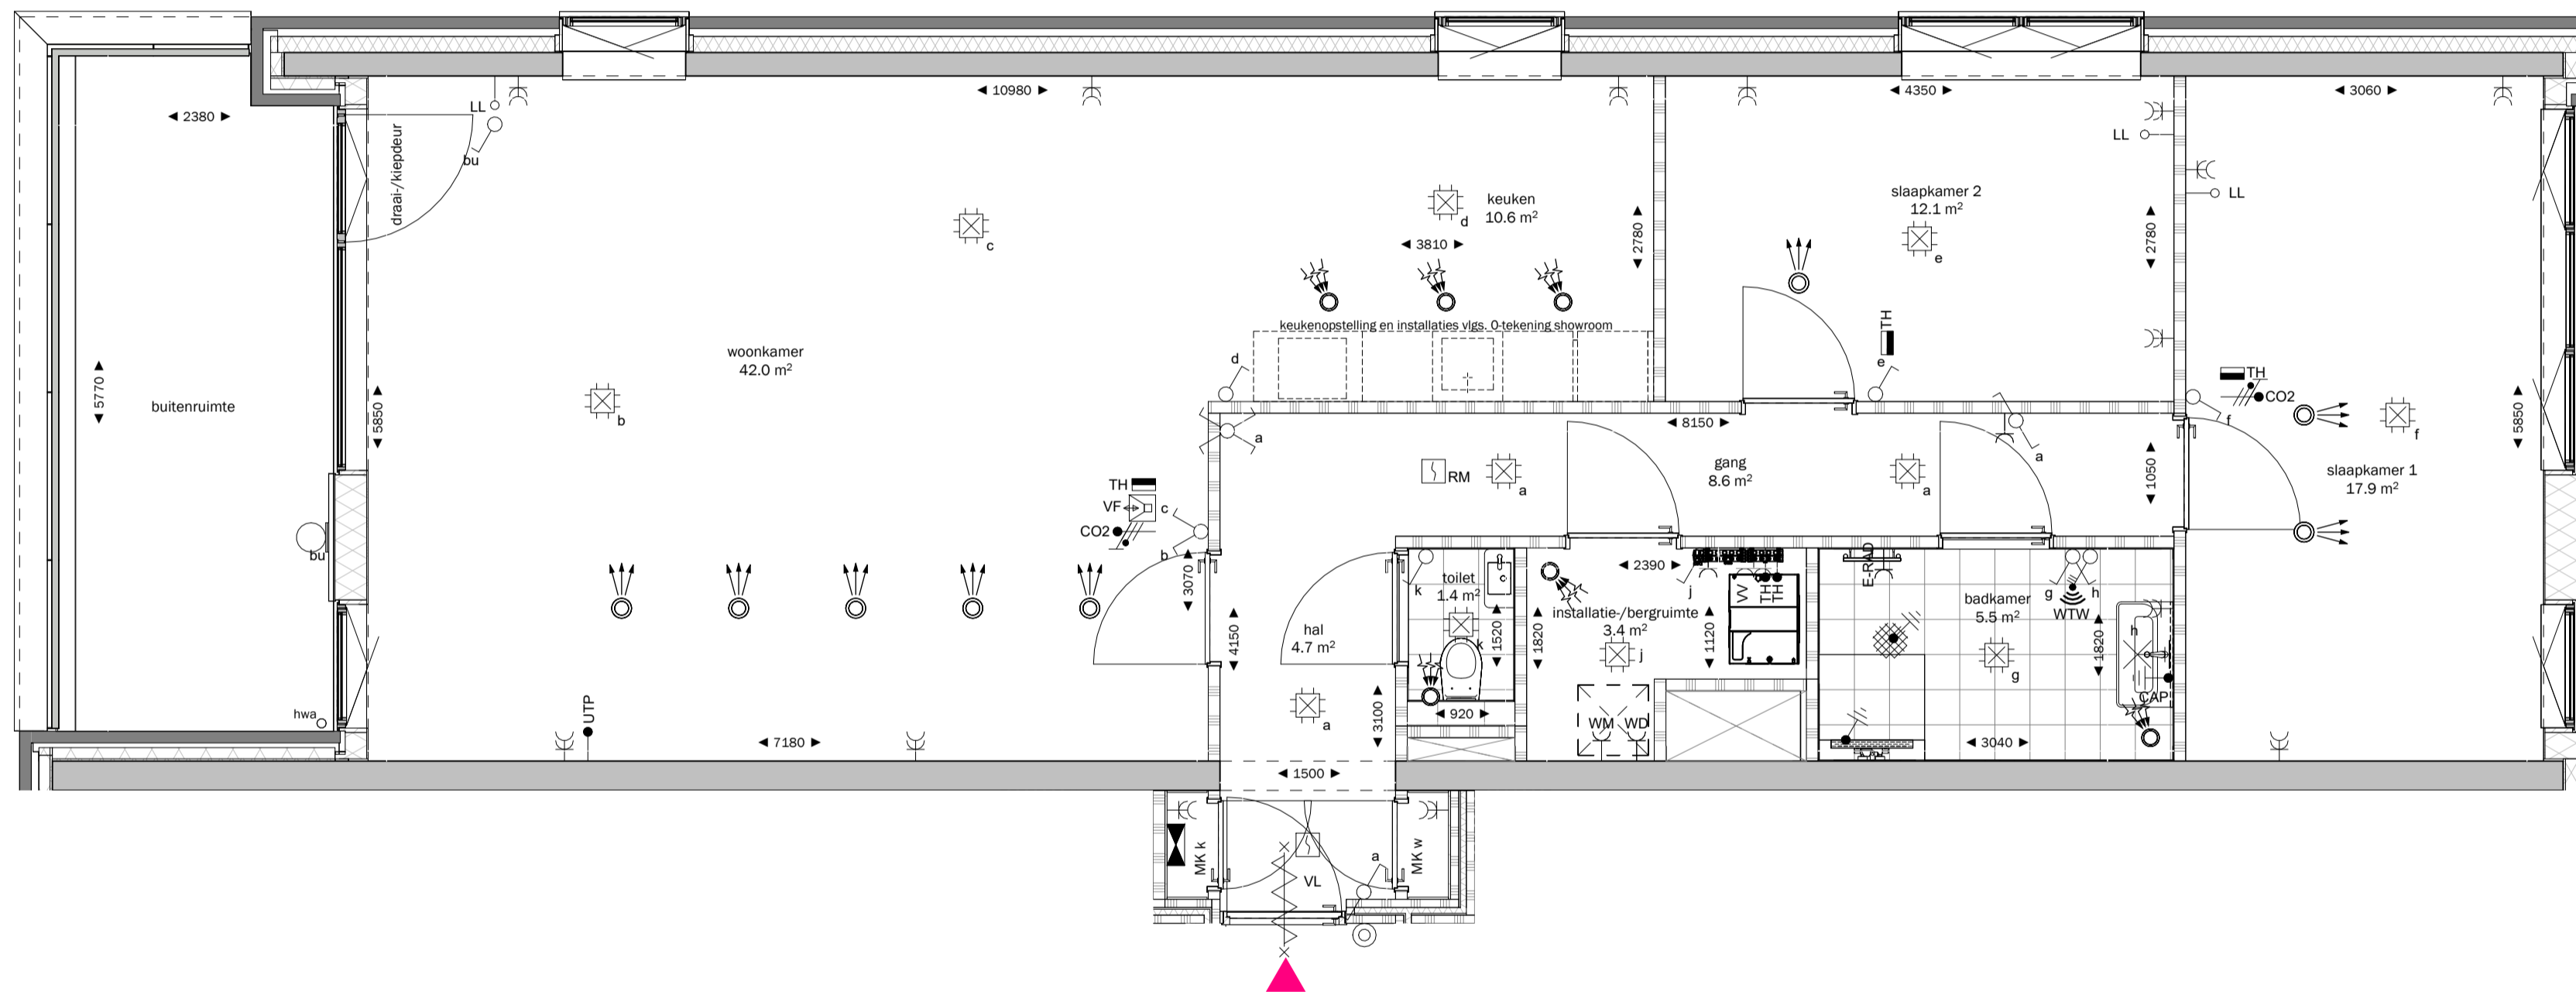 10980
4350
3060
2380
LL
bu
draai-/kiepdeur
LL
LL
keuken
10.6 m²
d
3810
2780
slaapkamer 2
12.1 m²
e
2780
c
keukenopstelling en installaties vlgs. 0-tekening showroom
woonkamer
42.0 m²
b
d
TH
e
TH
CO2
f
f
5770
buitenruimte
5850
5850
a
8150
gang
8.6 m²
RM
a
a
a
1050
slaapkamer 1
17.9 m²
TH
VF
c
CO2
b
bu
3070
4150
hal
4.7 m²
a
3100
k
toilet
1.4 m²
k
1520
920
1820
2390
j
installatie-/bergruimte
3.4 m²
j
1120
VV
TH
TH
WM
WD
E-RAD
badkamer
5.5 m²
g
g
h
WTW
1820
h
CAP
3040
hwa
UTP
7180
1500
MK k
VL
a
MK w